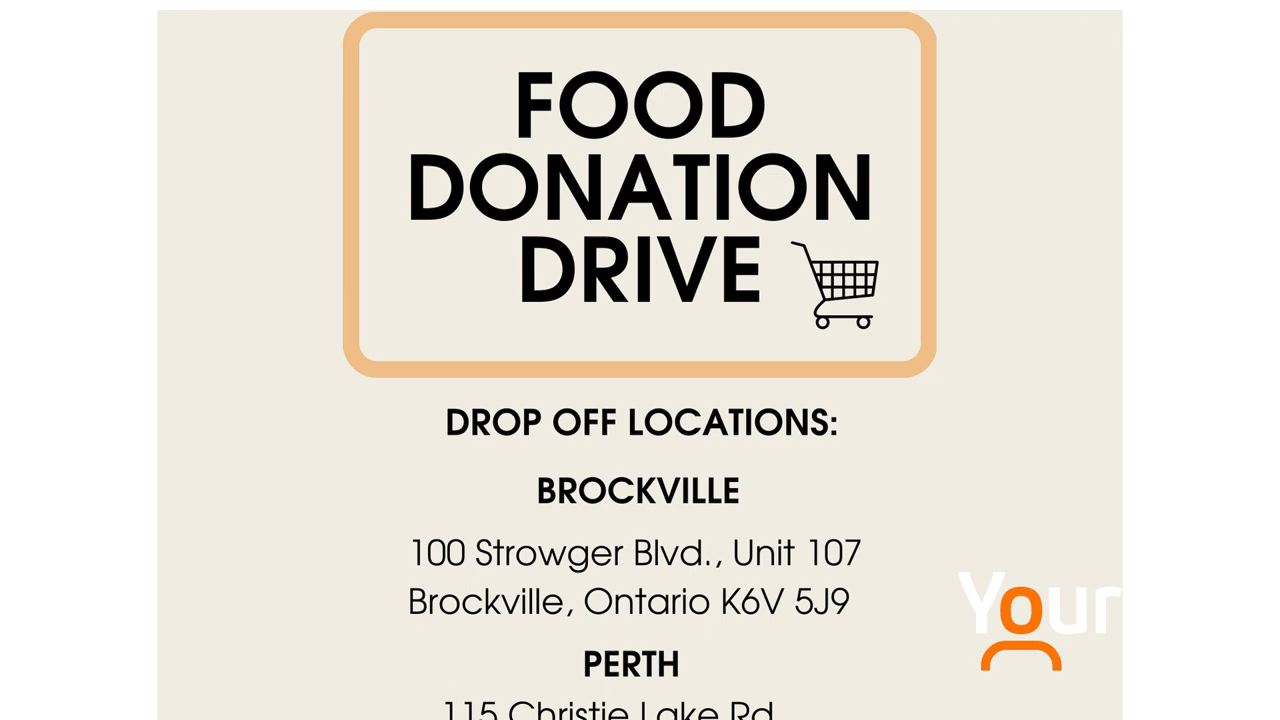 FOOD
DONATION
DRIVE
DROP OFF LOCATIONS:
BROCKVILLE
100 Strowger Blvd., Unit 107
Brockville, Ontario K6V 5J9
Your
PERTH
115 Christie Lake Rd